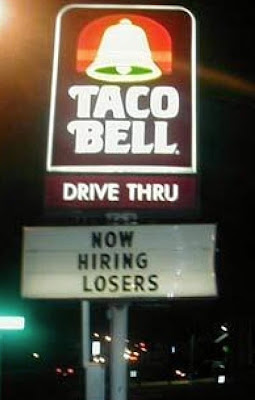 TACO
BELL
DRIVE THRU
NOW
HIRING
LOSERS